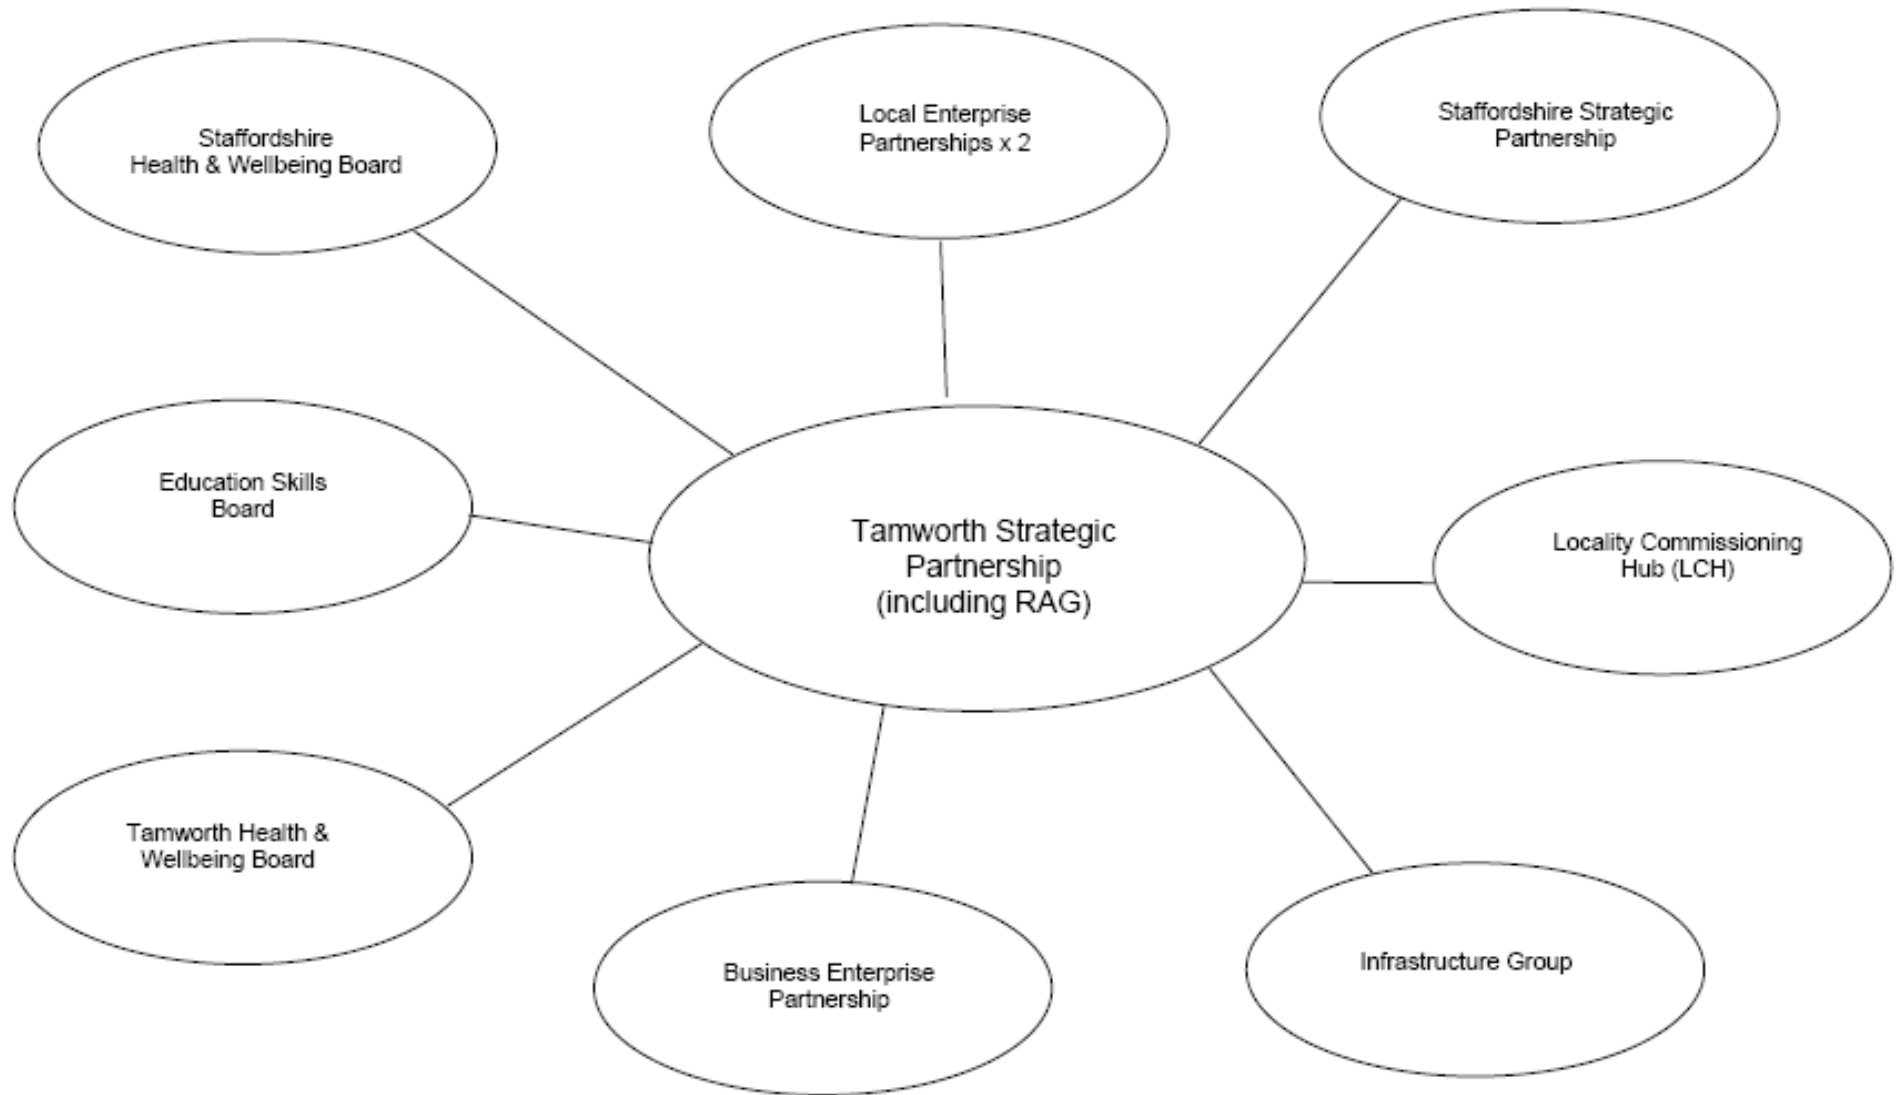 Staffordshire
Health & Wellbeing Board
Local Enterprise
Partnerships x 2
Staffordshire Strategic
Partnership
Education Skills
Board
Tamworth Strategic
Partnership
(including RAG)
Locality Commissioning
Hub (LCH)
Tamworth Health &
Wellbeing Board
Business Enterprise
Partnership
Infrastructure Group